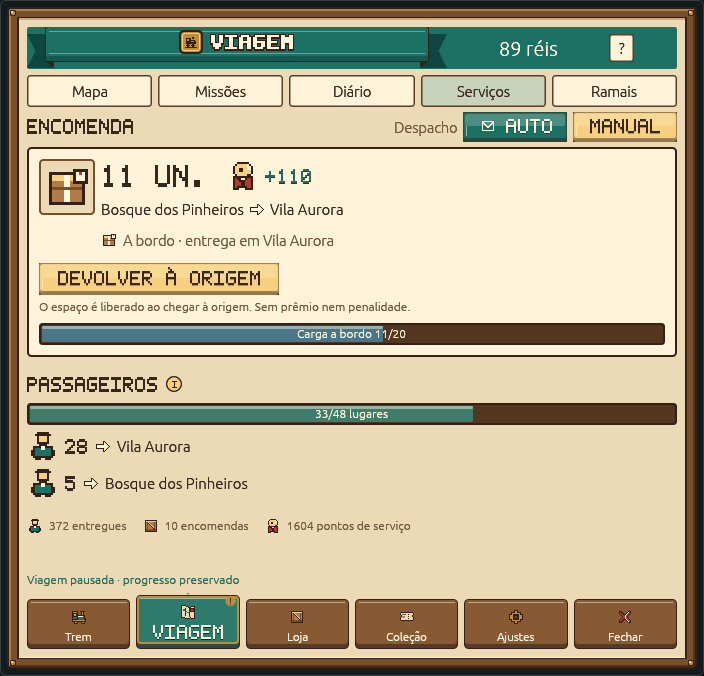 VIAGEM
89 réis
?
Mapa
Missões
Diário
Serviços
Ramais
ENCOMENDA
Despacho
AUTO
MANUAL
11 UN.
+110
Bosque dos Pinheiros ⇨ Vila Aurora
A bordo · entrega em Vila Aurora
DEVOLVER À ORIGEM
O espaço é liberado ao chegar à origem. Sem prêmio nem penalidade.
Carga a bordo 11/20
PASSAGEIROS
I
33/48 lugares
28 ⇨ Vila Aurora
5 ⇨ Bosque dos Pinheiros
372 entregues
10 encomendas
1604 pontos de serviço
Viagem pausada · progresso preservado
Trem
!
VIAGEM
Loja
Coleção
Ajustes
Fechar